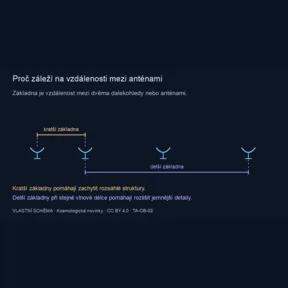 Proč záleží na vzdálenosti mezi anténami
Základna je vzdálenost mezi dvěma dalekohledy nebo anténami.
kratší základna
delší základna
Kratší základny pomáhají zachytit rozsáhlé struktury.
Delší základny při stejné vlnové délce pomáhají rozlišit jemnější detaily.
VLASTNÍ SCHÉMA · Kosmologické novinky · CC BY 4.0 · TA-OB-02